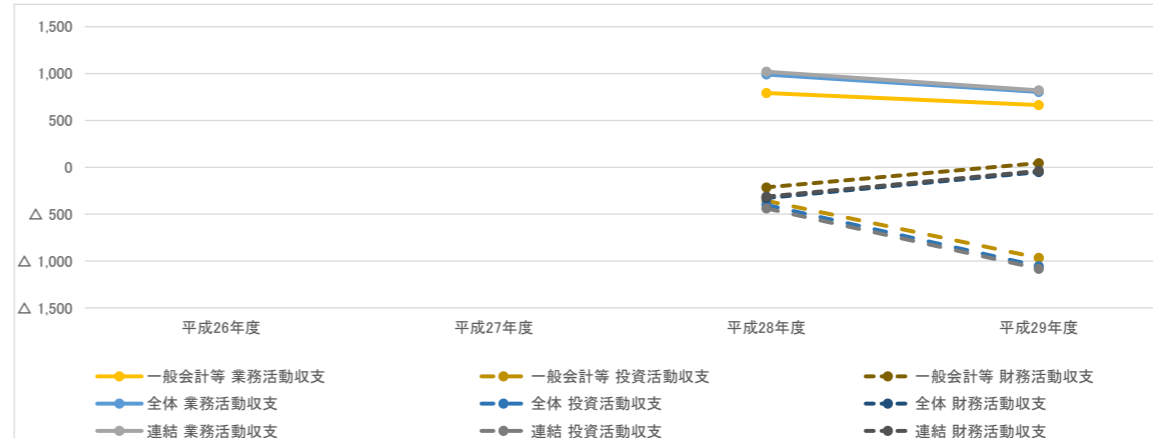 1,500
1,000
500
0
△ 500
△ 1,000
△ 1,500
平成26年度 平成27年度 平成28年度 平成29年度
一般会計等 業務活動収支 一般会計等 投資活動収支 一般会計等 財務活動収支
全体 業務活動収支 全体 投資活動収支 全体 財務活動収支
連結 業務活動収支 連結 投資活動収支 連結 財務活動収支